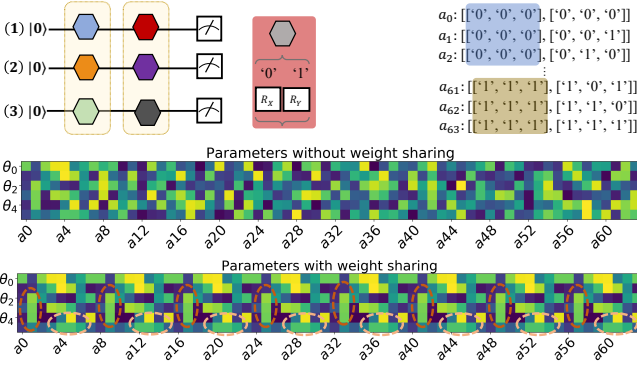 (1) |0⟩
(2) |0⟩
(3) |0⟩
‘0’ ‘1’
R_X R_Y
a_0: [[‘0’, ‘0’, ‘0’], [‘0’, ‘0’, ‘0’]]
a_1: [[‘0’, ‘0’, ‘0’], [‘0’, ‘0’, ‘1’]]
a_2: [[‘0’, ‘0’, ‘0’], [‘0’, ‘1’, ‘0’]]
⋮
a_61: [[‘1’, ‘1’, ‘1’], [‘1’, ‘0’, ‘1’]]
a_62: [[‘1’, ‘1’, ‘1’], [‘1’, ‘1’, ‘0’]]
a_63: [[‘1’, ‘1’, ‘1’], [‘1’, ‘1’, ‘1’]]
Parameters without weight sharing
θ_0
θ_2
θ_4
a0 a4 a8 a12 a16 a20 a24 a28 a32 a36 a40 a44 a48 a52 a56 a60
Parameters with weight sharing
θ_0
θ_2
θ_4
a0 a4 a8 a12 a16 a20 a24 a28 a32 a36 a40 a44 a48 a52 a56 a60